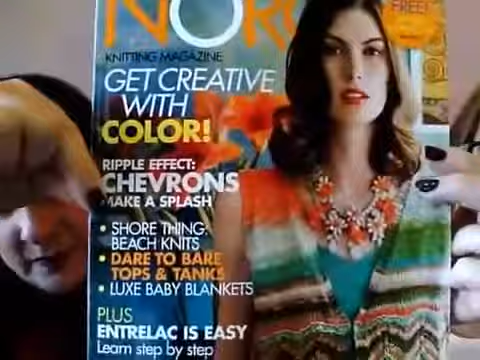 NORO
KNITTING MAGAZINE
GET CREATIVE
WITH
COLOR!
RIPPLE EFFECT:
CHEVRONS
MAKE A SPLASH
• SHORE THING:
BEACH KNITS
• DARE TO BARE
TOPS & TANKS
• LUXE BABY BLANKETS
PLUS
ENTRELAC IS EASY
Learn step by step
FREE!